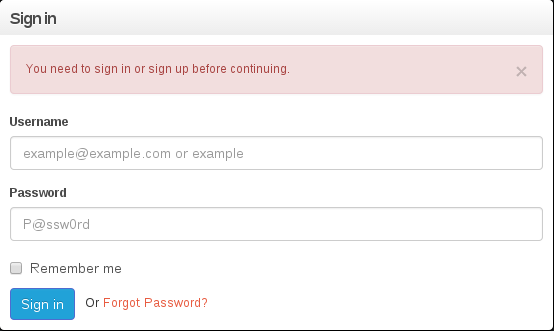 Sign in
You need to sign in or sign up before continuing. ×
Username
example@example.com or example
Password
P@ssw0rd
Remember me
Sign in Or Forgot Password?